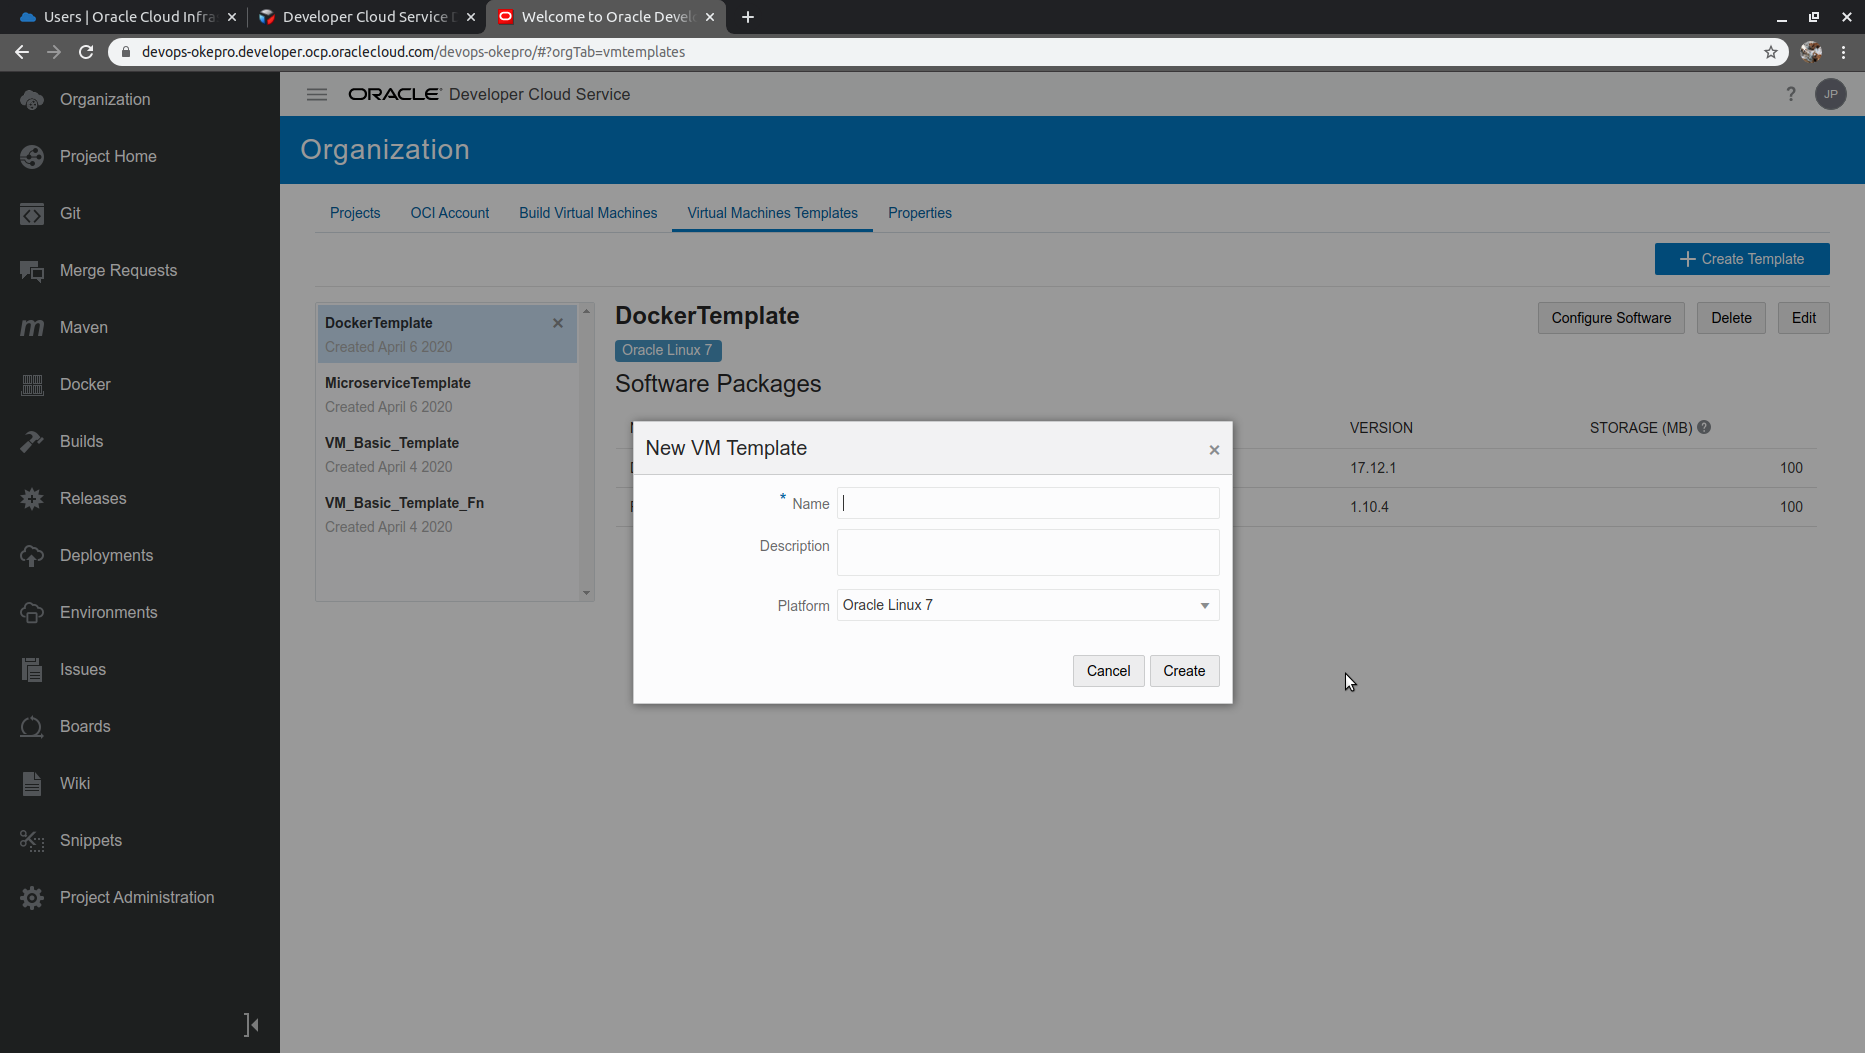 Users | Oracle Cloud Infra
Developer Cloud Service D
Welcome to Oracle Devel
devops-okepro.developer.ocp.oraclecloud.com/devops-okepro/#?orgTab=vmtemplates
Organization
Project Home
Git
Merge Requests
Maven
Docker
Builds
Releases
Deployments
Environments
Issues
Boards
Wiki
Snippets
Project Administration
ORACLE Developer Cloud Service
? JP
Organization
Projects OCI Account Build Virtual Machines Virtual Machines Templates Properties
Create Template
DockerTemplate
Created April 6 2020
MicroserviceTemplate
Created April 6 2020
VM_Basic_Template
Created April 4 2020
VM_Basic_Template_Fn
Created April 4 2020
DockerTemplate
Configure Software Delete Edit
Oracle Linux 7
Software Packages
VERSION STORAGE (MB) ?
17.12.1 100
1.10.4 100
New VM Template
* Name
Description
Platform Oracle Linux 7
Cancel Create